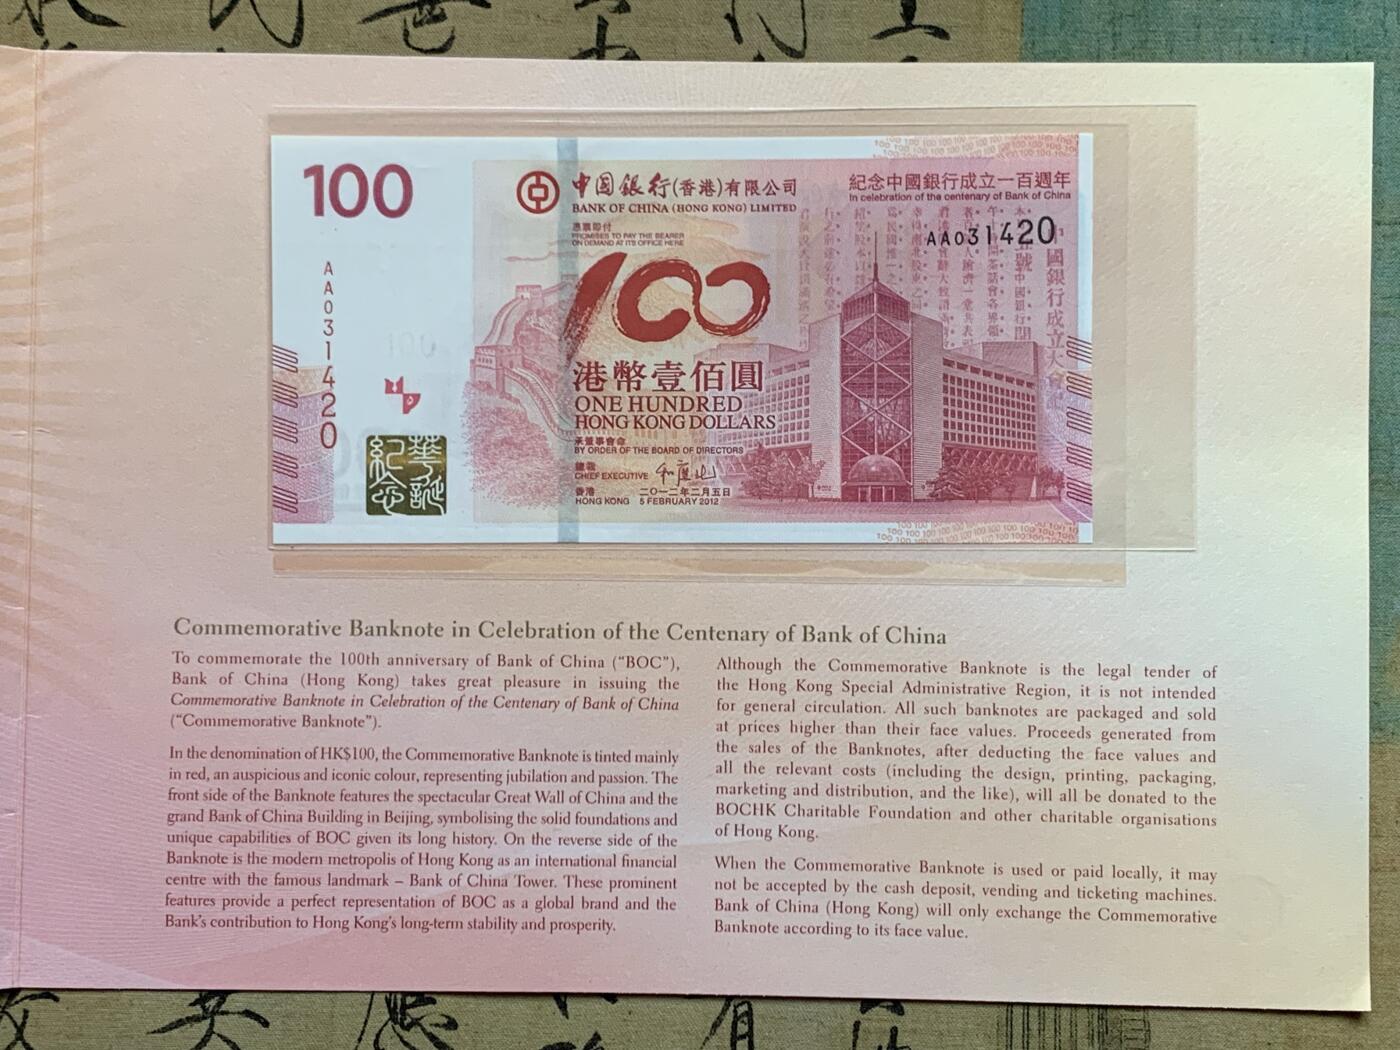 100
中国銀行(香港)有限公司
BANK OF CHINA (HONG KONG) LIMITED
憑票即付
PROMISES TO PAY THE BEARER
ON DEMAND AT ITS OFFICE HERE
紀念中國銀行成立一百週年
In celebration of the centenary of Bank of China
AA031420
AA031420
100
港幣壹佰圓
ONE HUNDRED
HONG KONG DOLLARS
承董事會命
BY ORDER OF THE BOARD OF DIRECTORS
總裁
CHIEF EXECUTIVE
香港 二〇一二年二月五日
HONG KONG 5 FEBRUARY 2012
華誕
紀念
Commemorative Banknote in Celebration of the Centenary of Bank of China
To commemorate the 100th anniversary of Bank of China (“BOC”),
Bank of China (Hong Kong) takes great pleasure in issuing the
Commemorative Banknote in Celebration of the Centenary of Bank of China
(“Commemorative Banknote”).
In the denomination of HK$100, the Commemorative Banknote is tinted mainly
in red, an auspicious and iconic colour, representing jubilation and passion. The
front side of the Banknote features the spectacular Great Wall of China and the
grand Bank of China Building in Beijing, symbolising the solid foundations and
unique capabilities of BOC given its long history. On the reverse side of the
Banknote is the modern metropolis of Hong Kong as an international financial
centre with the famous landmark – Bank of China Tower. These prominent
features provide a perfect representation of BOC as a global brand and the
Bank’s contribution to Hong Kong’s long-term stability and prosperity.
Although the Commemorative Banknote is the legal tender of
the Hong Kong Special Administrative Region, it is not intended
for general circulation. All such banknotes are packaged and sold
at prices higher than their face values. Proceeds generated from
the sales of the Banknotes, after deducting the face values and
all the relevant costs (including the design, printing, packaging,
marketing and distribution, and the like), will all be donated to the
BOCHK Charitable Foundation and other charitable organisations
of Hong Kong.
When the Commemorative Banknote is used or paid locally, it may
not be accepted by the cash deposit, vending and ticketing machines.
Bank of China (Hong Kong) will only exchange the Commemorative
Banknote according to its face value.